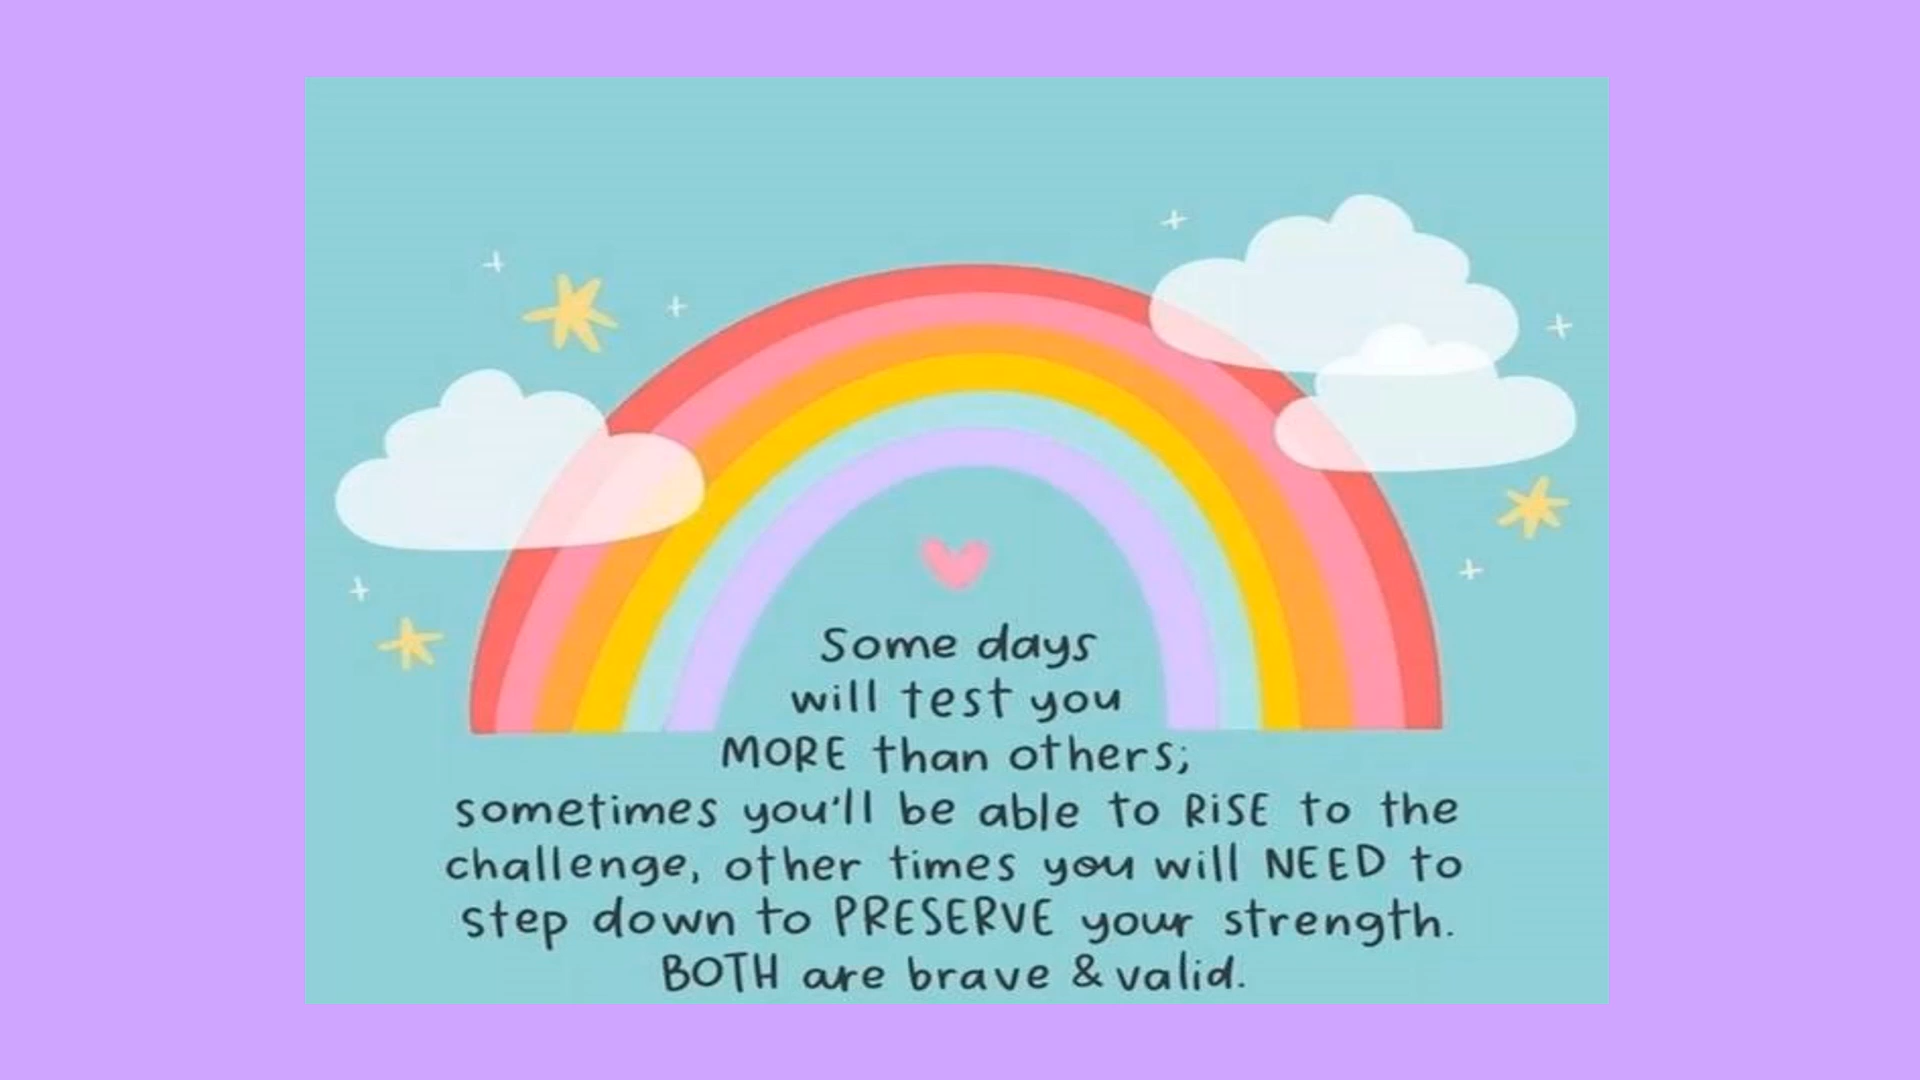 Some days
will test you
MORE than others;
sometimes you'll be able to RiSE to the
challenge, other times you will NEED to
step down to PRESERVE your strength.
BOTH are brave & valid.